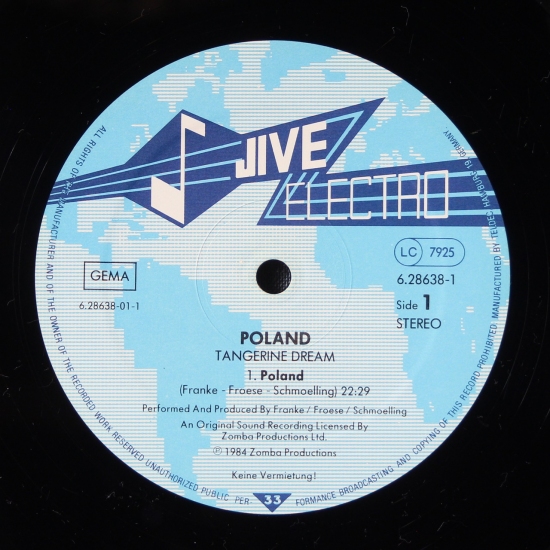 JIVE
ELECTRO
GEMA
6.28638-01-1
LC 7925
6.28638-1
Side 1
STEREO
POLAND
TANGERINE DREAM
1. Poland
(Franke - Froese - Schmoelling) 22:29
Performed And Produced By Franke / Froese / Schmoelling
An Original Sound Recording Licensed By
Zomba Productions Ltd.
℗ 1984 Zomba Productions
Keine Vermietung!
33
ALL RIGHTS OF THE MANUFACTURER AND OF THE OWNER OF THE RECORDED WORK RESERVED UNAUTHORIZED PUBLIC PER- FORMANCE BROADCASTING AND COPYING OF THIS RECORD PROHIBITED MANUFACTURED BY TELDEC HAMBURG 19 GERMANY